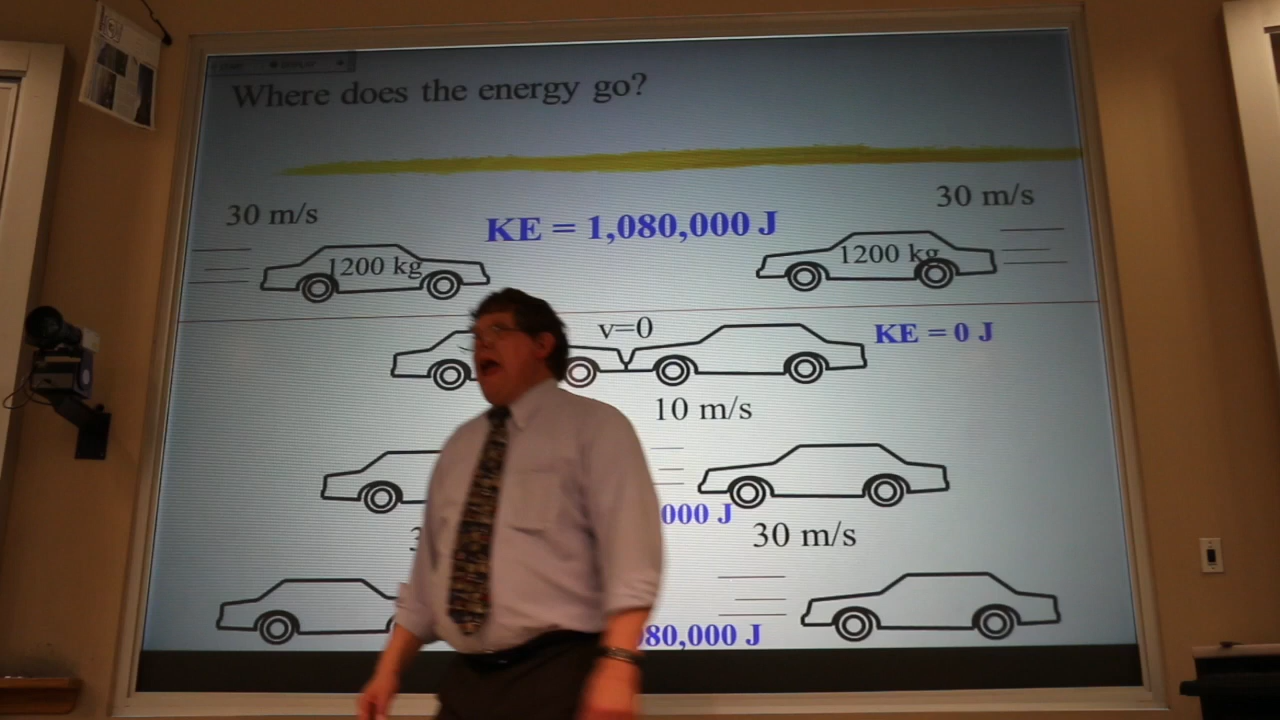 Where does the energy go?
30 m/s
30 m/s
KE = 1,080,000 J
1200 kg
1200 kg
v=0
KE = 0 J
10 m/s
000 J
30 m/s
80,000 J